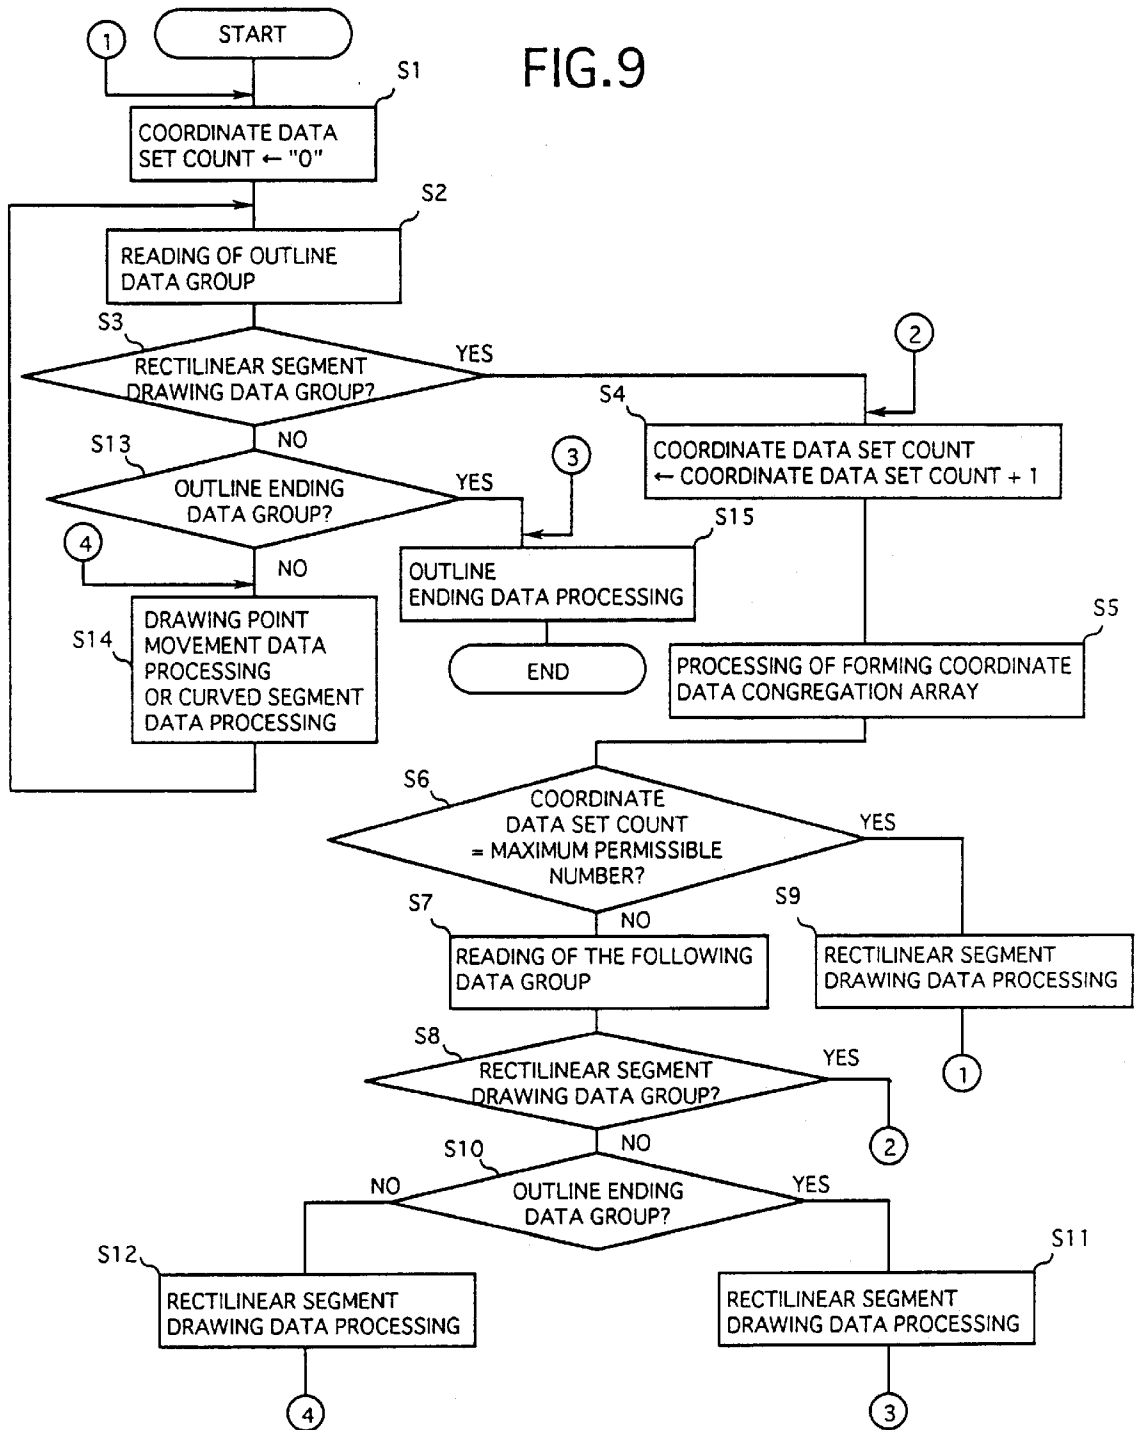 FIG.9
START
1
S1
COORDINATE DATA
SET COUNT ← "0"
S2
READING OF OUTLINE
DATA GROUP
S3
RECTILINEAR SEGMENT
DRAWING DATA GROUP?
YES
NO
2
S4
COORDINATE DATA SET COUNT
← COORDINATE DATA SET COUNT + 1
S13
OUTLINE ENDING
DATA GROUP?
YES
NO
3
S15
OUTLINE
ENDING DATA PROCESSING
END
4
S14
DRAWING POINT
MOVEMENT DATA
PROCESSING
OR CURVED SEGMENT
DATA PROCESSING
S5
PROCESSING OF FORMING COORDINATE
DATA CONGREGATION ARRAY
S6
COORDINATE
DATA SET COUNT
= MAXIMUM PERMISSIBLE
NUMBER?
YES
NO
S7
READING OF THE FOLLOWING
DATA GROUP
S9
RECTILINEAR SEGMENT
DRAWING DATA PROCESSING
1
S8
RECTILINEAR SEGMENT
DRAWING DATA GROUP?
YES
2
NO
S10
OUTLINE ENDING
DATA GROUP?
NO
YES
S12
RECTILINEAR SEGMENT
DRAWING DATA PROCESSING
4
S11
RECTILINEAR SEGMENT
DRAWING DATA PROCESSING
3